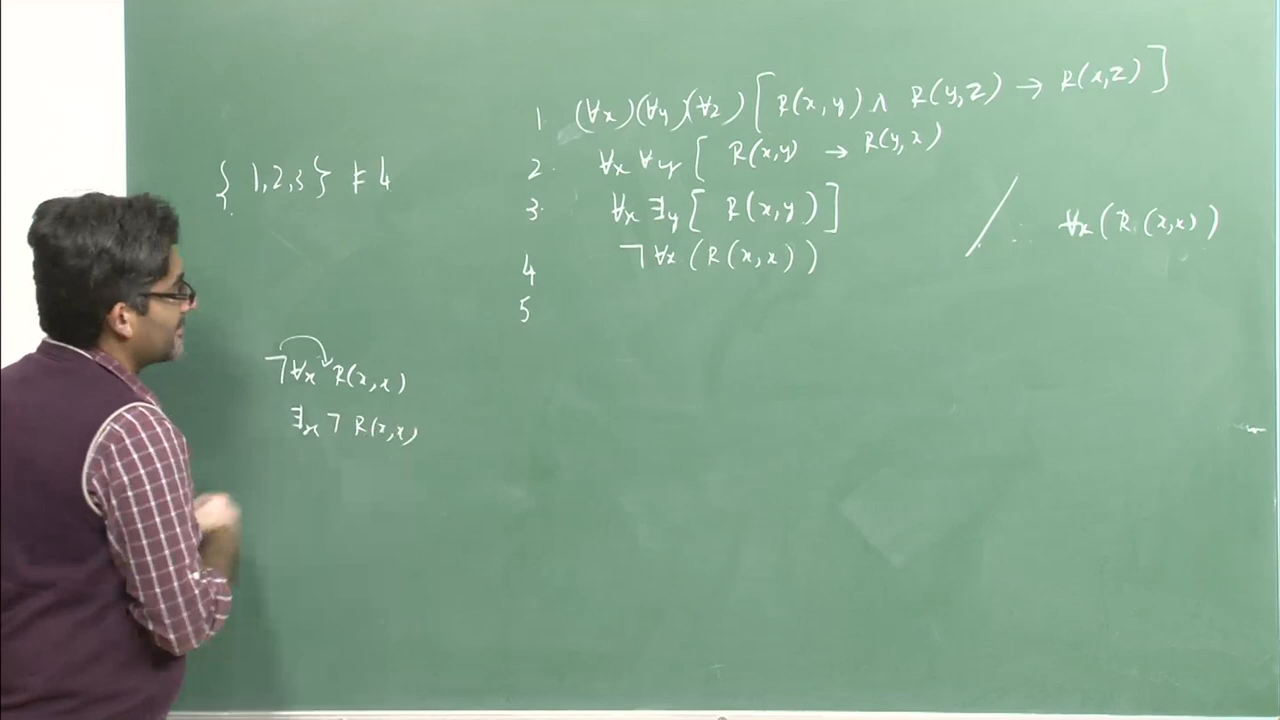 { 1,2,3 } ⊭ 4
¬∀x R(x,x)
∃x ¬ R(x,x)
1 (∀x)(∀y)(∀z) [ R(x,y) ∧ R(y,z) → R(x,z) ]
2. ∀x ∀y [ R(x,y) → R(y,x)
3. ∀x ∃y [ R(x,y) ] / ∴ ∀x (R (x,x))
4 ¬ ∀x (R(x,x))
5